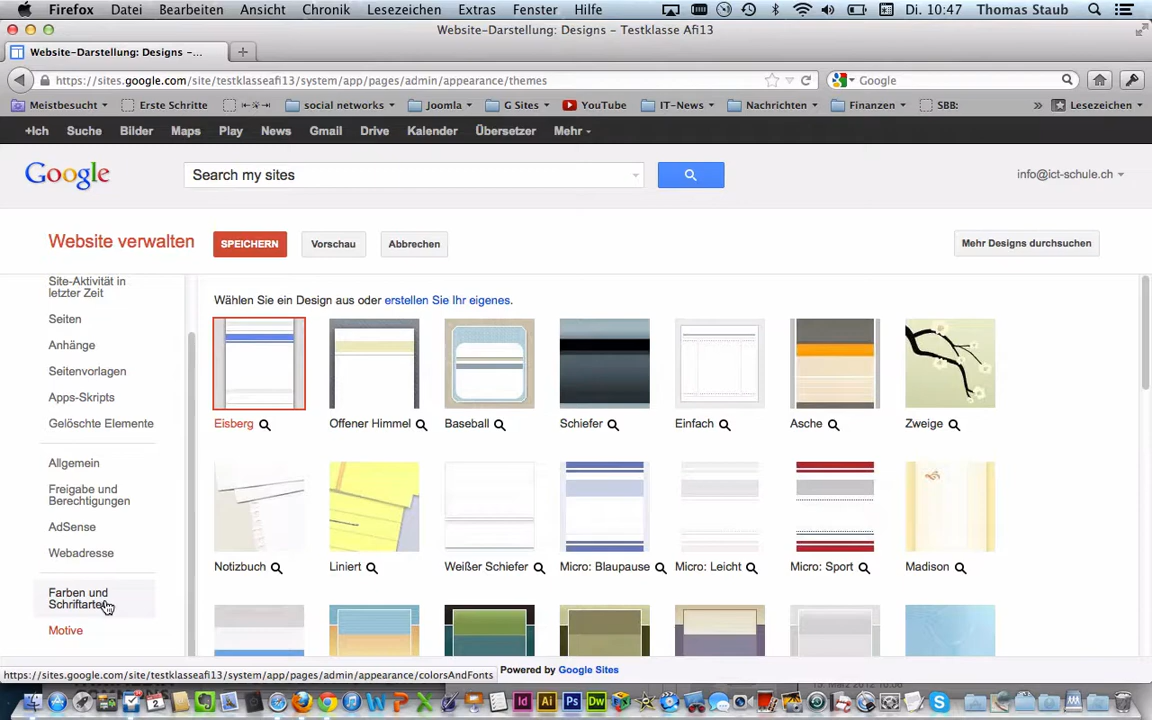 Firefox Datei Bearbeiten Ansicht Chronik Lesezeichen Extras Fenster Hilfe Di. 10:47 Thomas Staub
Website-Darstellung: Designs – Testklasse Afi13
Website-Darstellung: Designs –...
https://sites.google.com/site/testklasseafi13/system/app/pages/admin/appearance/themes Google
Meistbesucht Erste Schritte social networks Joomla G Sites YouTube IT-News Nachrichten Finanzen SBB: » Lesezeichen
+Ich Suche Bilder Maps Play News Gmail Drive Kalender Übersetzer Mehr
Google Search my sites info@ict-schule.ch
Website verwalten SPEICHERN Vorschau Abbrechen Mehr Designs durchsuchen
Site-Aktivität in
letzter Zeit
Seiten
Anhänge
Seitenvorlagen
Apps-Skripts
Gelöschte Elemente
Allgemein
Freigabe und
Berechtigungen
AdSense
Webadresse
Farben und
Schriftarten
Motive
Wählen Sie ein Design aus oder erstellen Sie Ihr eigenes.
Eisberg Offener Himmel Baseball Schiefer Einfach Asche Zweige
Notizbuch Liniert Weißer Schiefer Micro: Blaupause Micro: Leicht Micro: Sport Madison
https://sites.google.com/site/testklasseafi13/system/app/pages/admin/appearance/colorsAndFonts Powered by Google Sites